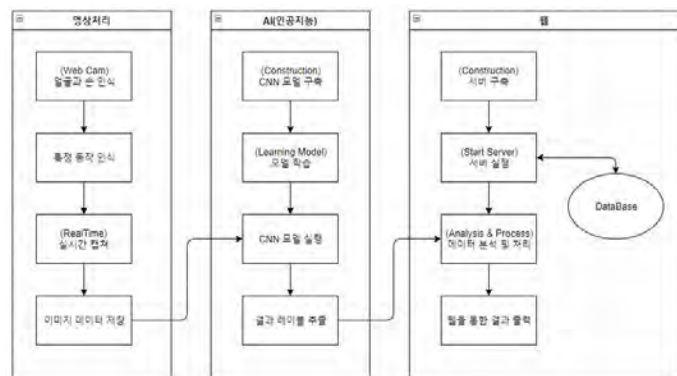 영상처리
(Web Cam)
얼굴과 손 인식
특정 동작 인식
(RealTime)
실시간 캡쳐
이미지 데이터 저장
AI(인공지능)
(Construction)
CNN 모델 구축
(Learning Model)
모델 학습
CNN 모델 실행
결과 레이블 추출
웹
(Construction)
서버 구축
(Start Server)
서버 실행
(Analysis & Process)
데이터 분석 및 처리
웹을 통한 결과 출력
DataBase